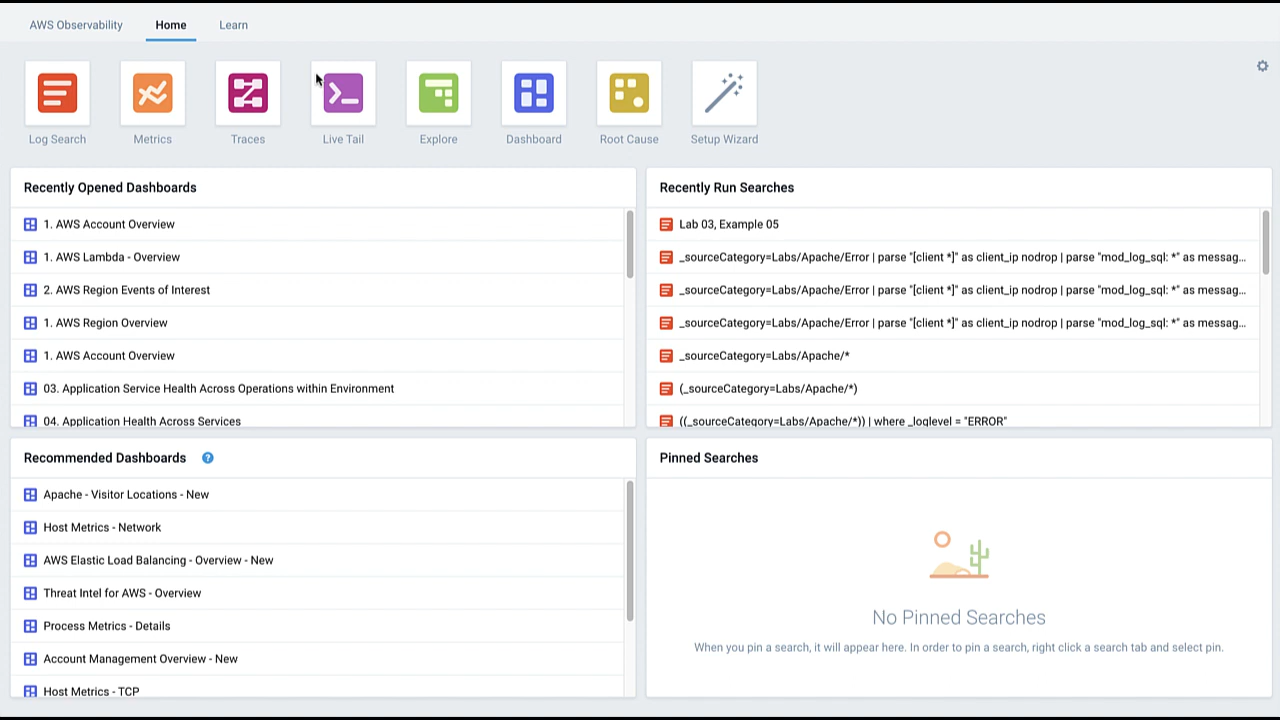 AWS Observability Home Learn
Log Search Metrics Traces Live Tail Explore Dashboard Root Cause Setup Wizard
Recently Opened Dashboards
1. AWS Account Overview
1. AWS Lambda - Overview
2. AWS Region Events of Interest
1. AWS Region Overview
1. AWS Account Overview
03. Application Service Health Across Operations within Environment
04. Application Health Across Services
Recently Run Searches
Lab 03, Example 05
_sourceCategory=Labs/Apache/Error | parse "[client *]" as client_ip nodrop | parse "mod_log_sql: *" as messag...
_sourceCategory=Labs/Apache/Error | parse "[client *]" as client_ip nodrop | parse "mod_log_sql: *" as messag...
_sourceCategory=Labs/Apache/Error | parse "[client *]" as client_ip nodrop | parse "mod_log_sql: *" as messag...
_sourceCategory=Labs/Apache/*
(_sourceCategory=Labs/Apache/*)
((_sourceCategory=Labs/Apache/*)) | where _loglevel = "ERROR"
Recommended Dashboards ?
Apache - Visitor Locations - New
Host Metrics - Network
AWS Elastic Load Balancing - Overview - New
Threat Intel for AWS - Overview
Process Metrics - Details
Account Management Overview - New
Host Metrics - TCP
Pinned Searches
No Pinned Searches
When you pin a search, it will appear here. In order to pin a search, right click a search tab and select pin.